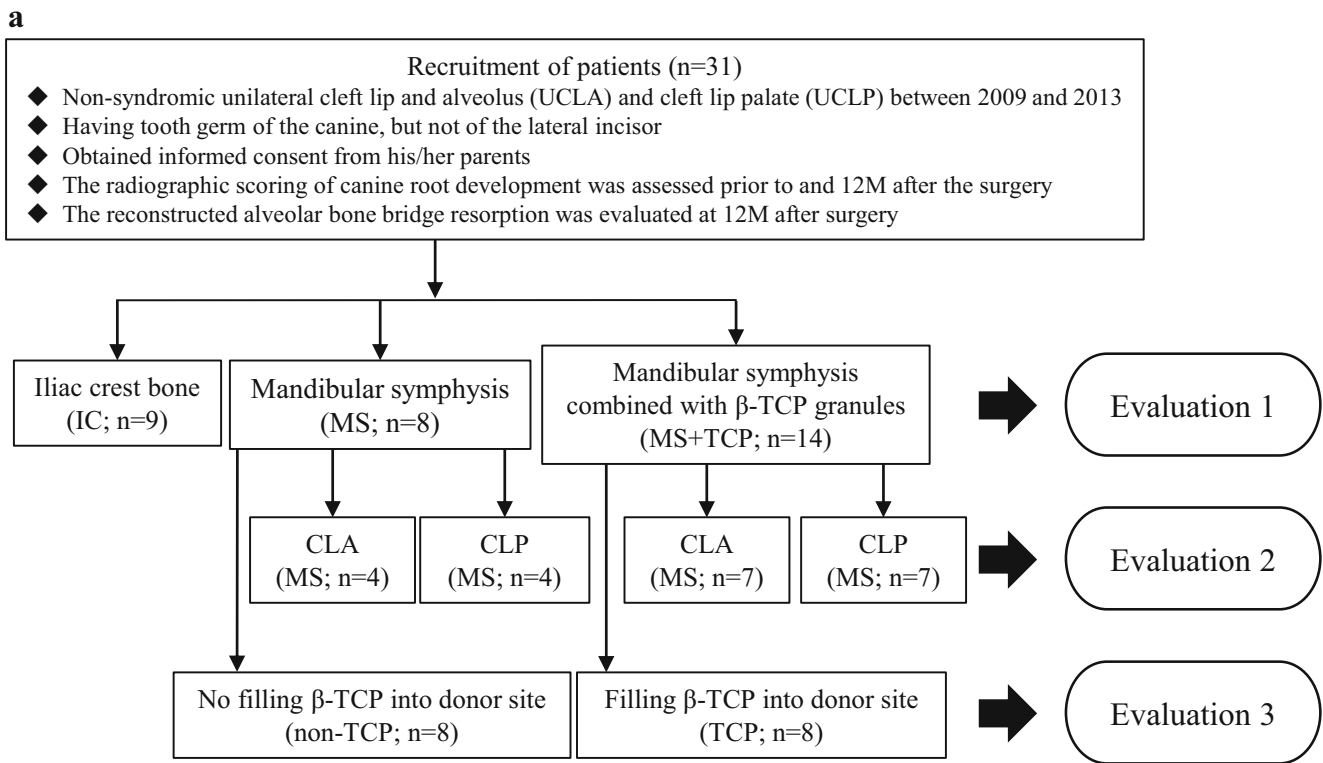 a
Recruitment of patients (n=31)
◆ Non-syndromic unilateral cleft lip and alveolus (UCLA) and cleft lip palate (UCLP) between 2009 and 2013
◆ Having tooth germ of the canine, but not of the lateral incisor
◆ Obtained informed consent from his/her parents
◆ The radiographic scoring of canine root development was assessed prior to and 12M after the surgery
◆ The reconstructed alveolar bone bridge resorption was evaluated at 12M after surgery
Iliac crest bone
(IC; n=9)
Mandibular symphysis
(MS; n=8)
Mandibular symphysis
combined with β-TCP granules
(MS+TCP; n=14)
Evaluation 1
CLA
(MS; n=4)
CLP
(MS; n=4)
CLA
(MS; n=7)
CLP
(MS; n=7)
Evaluation 2
No filling β-TCP into donor site
(non-TCP; n=8)
Filling β-TCP into donor site
(TCP; n=8)
Evaluation 3